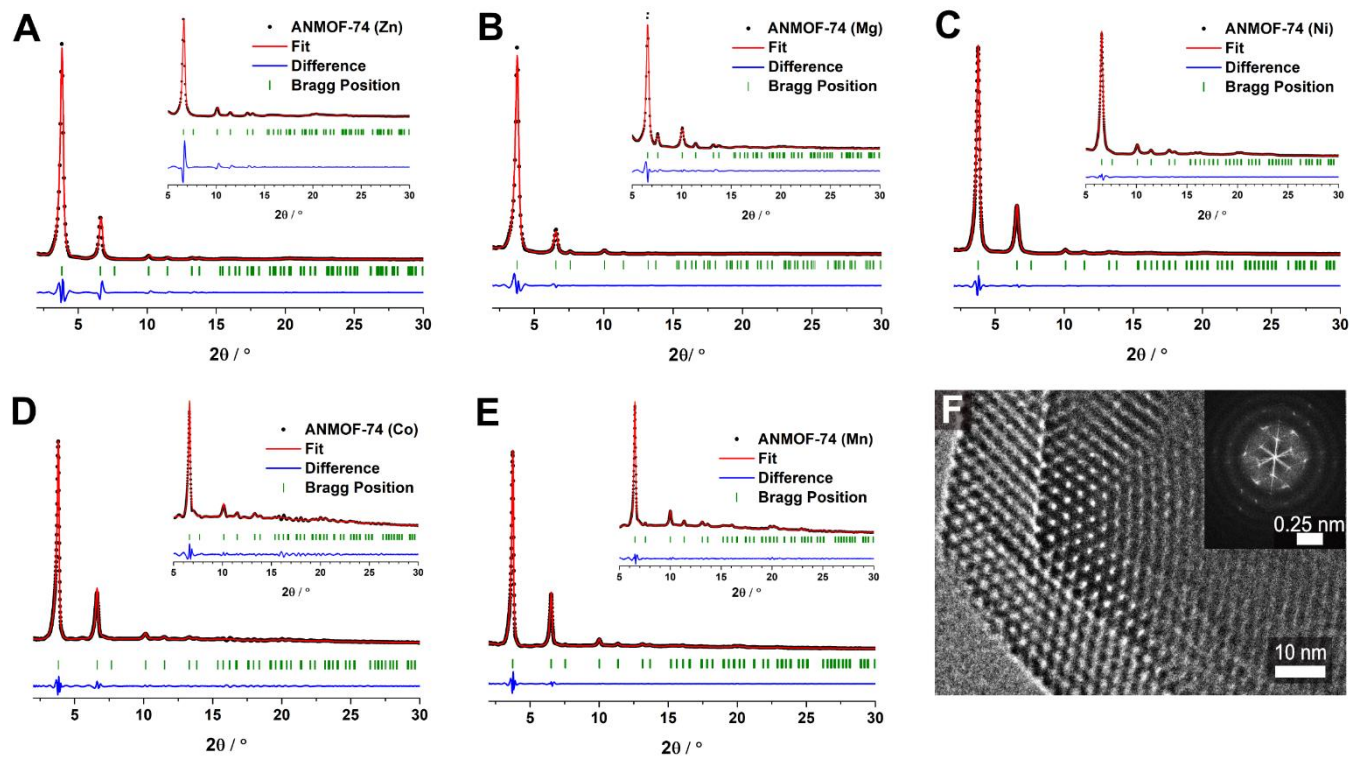 A
ANMOF-74 (Zn)
Fit
Difference
Bragg Position
5 10 15 20 25 30
2θ / °
5 10 15 20 25 30
2θ / °
B
ANMOF-74 (Mg)
Fit
Difference
Bragg Position
5 10 15 20 25 30
2θ/ °
5 10 15 20 25 30
2θ/ °
C
ANMOF-74 (Ni)
Fit
Difference
Bragg Position
5 10 15 20 25 30
2θ / °
5 10 15 20 25 30
2θ / °
D
ANMOF-74 (Co)
Fit
Difference
Bragg Position
5 10 15 20 25 30
2θ / °
5 10 15 20 25 30
2θ / °
E
ANMOF-74 (Mn)
Fit
Difference
Bragg Position
5 10 15 20 25 30
2θ / °
5 10 15 20 25 30
2θ / °
F
0.25 nm
10 nm